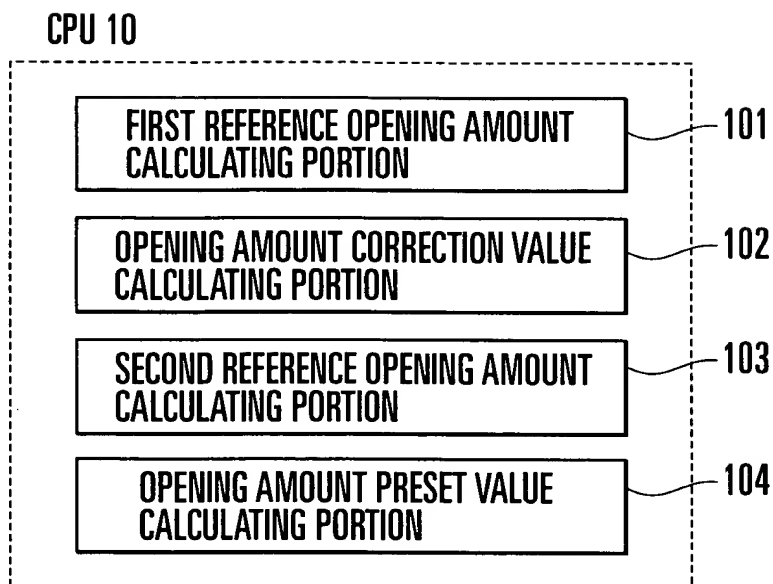 CPU 10
FIRST REFERENCE OPENING AMOUNT
CALCULATING PORTION
101
OPENING AMOUNT CORRECTION VALUE
CALCULATING PORTION
102
SECOND REFERENCE OPENING AMOUNT
CALCULATING PORTION
103
OPENING AMOUNT PRESET VALUE
CALCULATING PORTION
104